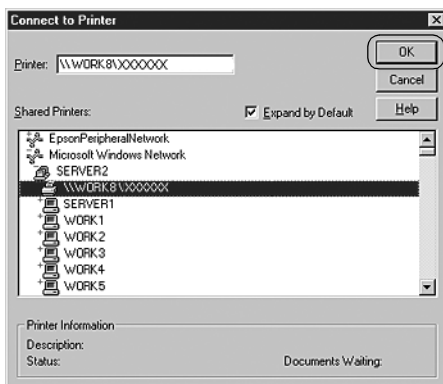 Connect to Printer
Printer: \\WORK8\XXXXXX
OK
Cancel
Help
Shared Printers:
Expand by Default
EpsonPeripheralNetwork
Microsoft Windows Network
SERVER2
\\WORK8\XXXXXX
SERVER1
WORK1
WORK2
WORK3
WORK4
WORK5
Printer Information
Description:
Status:
Documents Waiting: